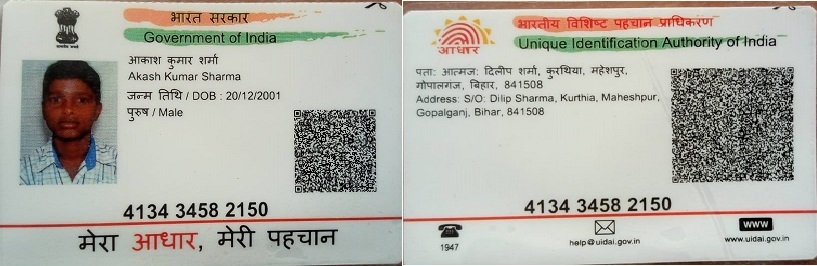 भारत सरकार
Government of India
आकाश कुमार शर्मा
Akash Kumar Sharma
जन्म तिथि / DOB : 20/12/2001
पुरुष / Male
4134 3458 2150
मेरा आधार, मेरी पहचान
भारतीय विशिष्ट पहचान प्राधिकरण
आधार
Unique Identification Authority of India
पता: आत्मज: दिलीप शर्मा, कुरथिया, महेशपुर,
गोपालगंज, बिहार, 841508
Address: S/O: Dilip Sharma, Kurthia, Maheshpur,
Gopalganj, Bihar, 841508
4134 3458 2150
WWW
1947
help@uidai.gov.in
www.uidai.gov.in